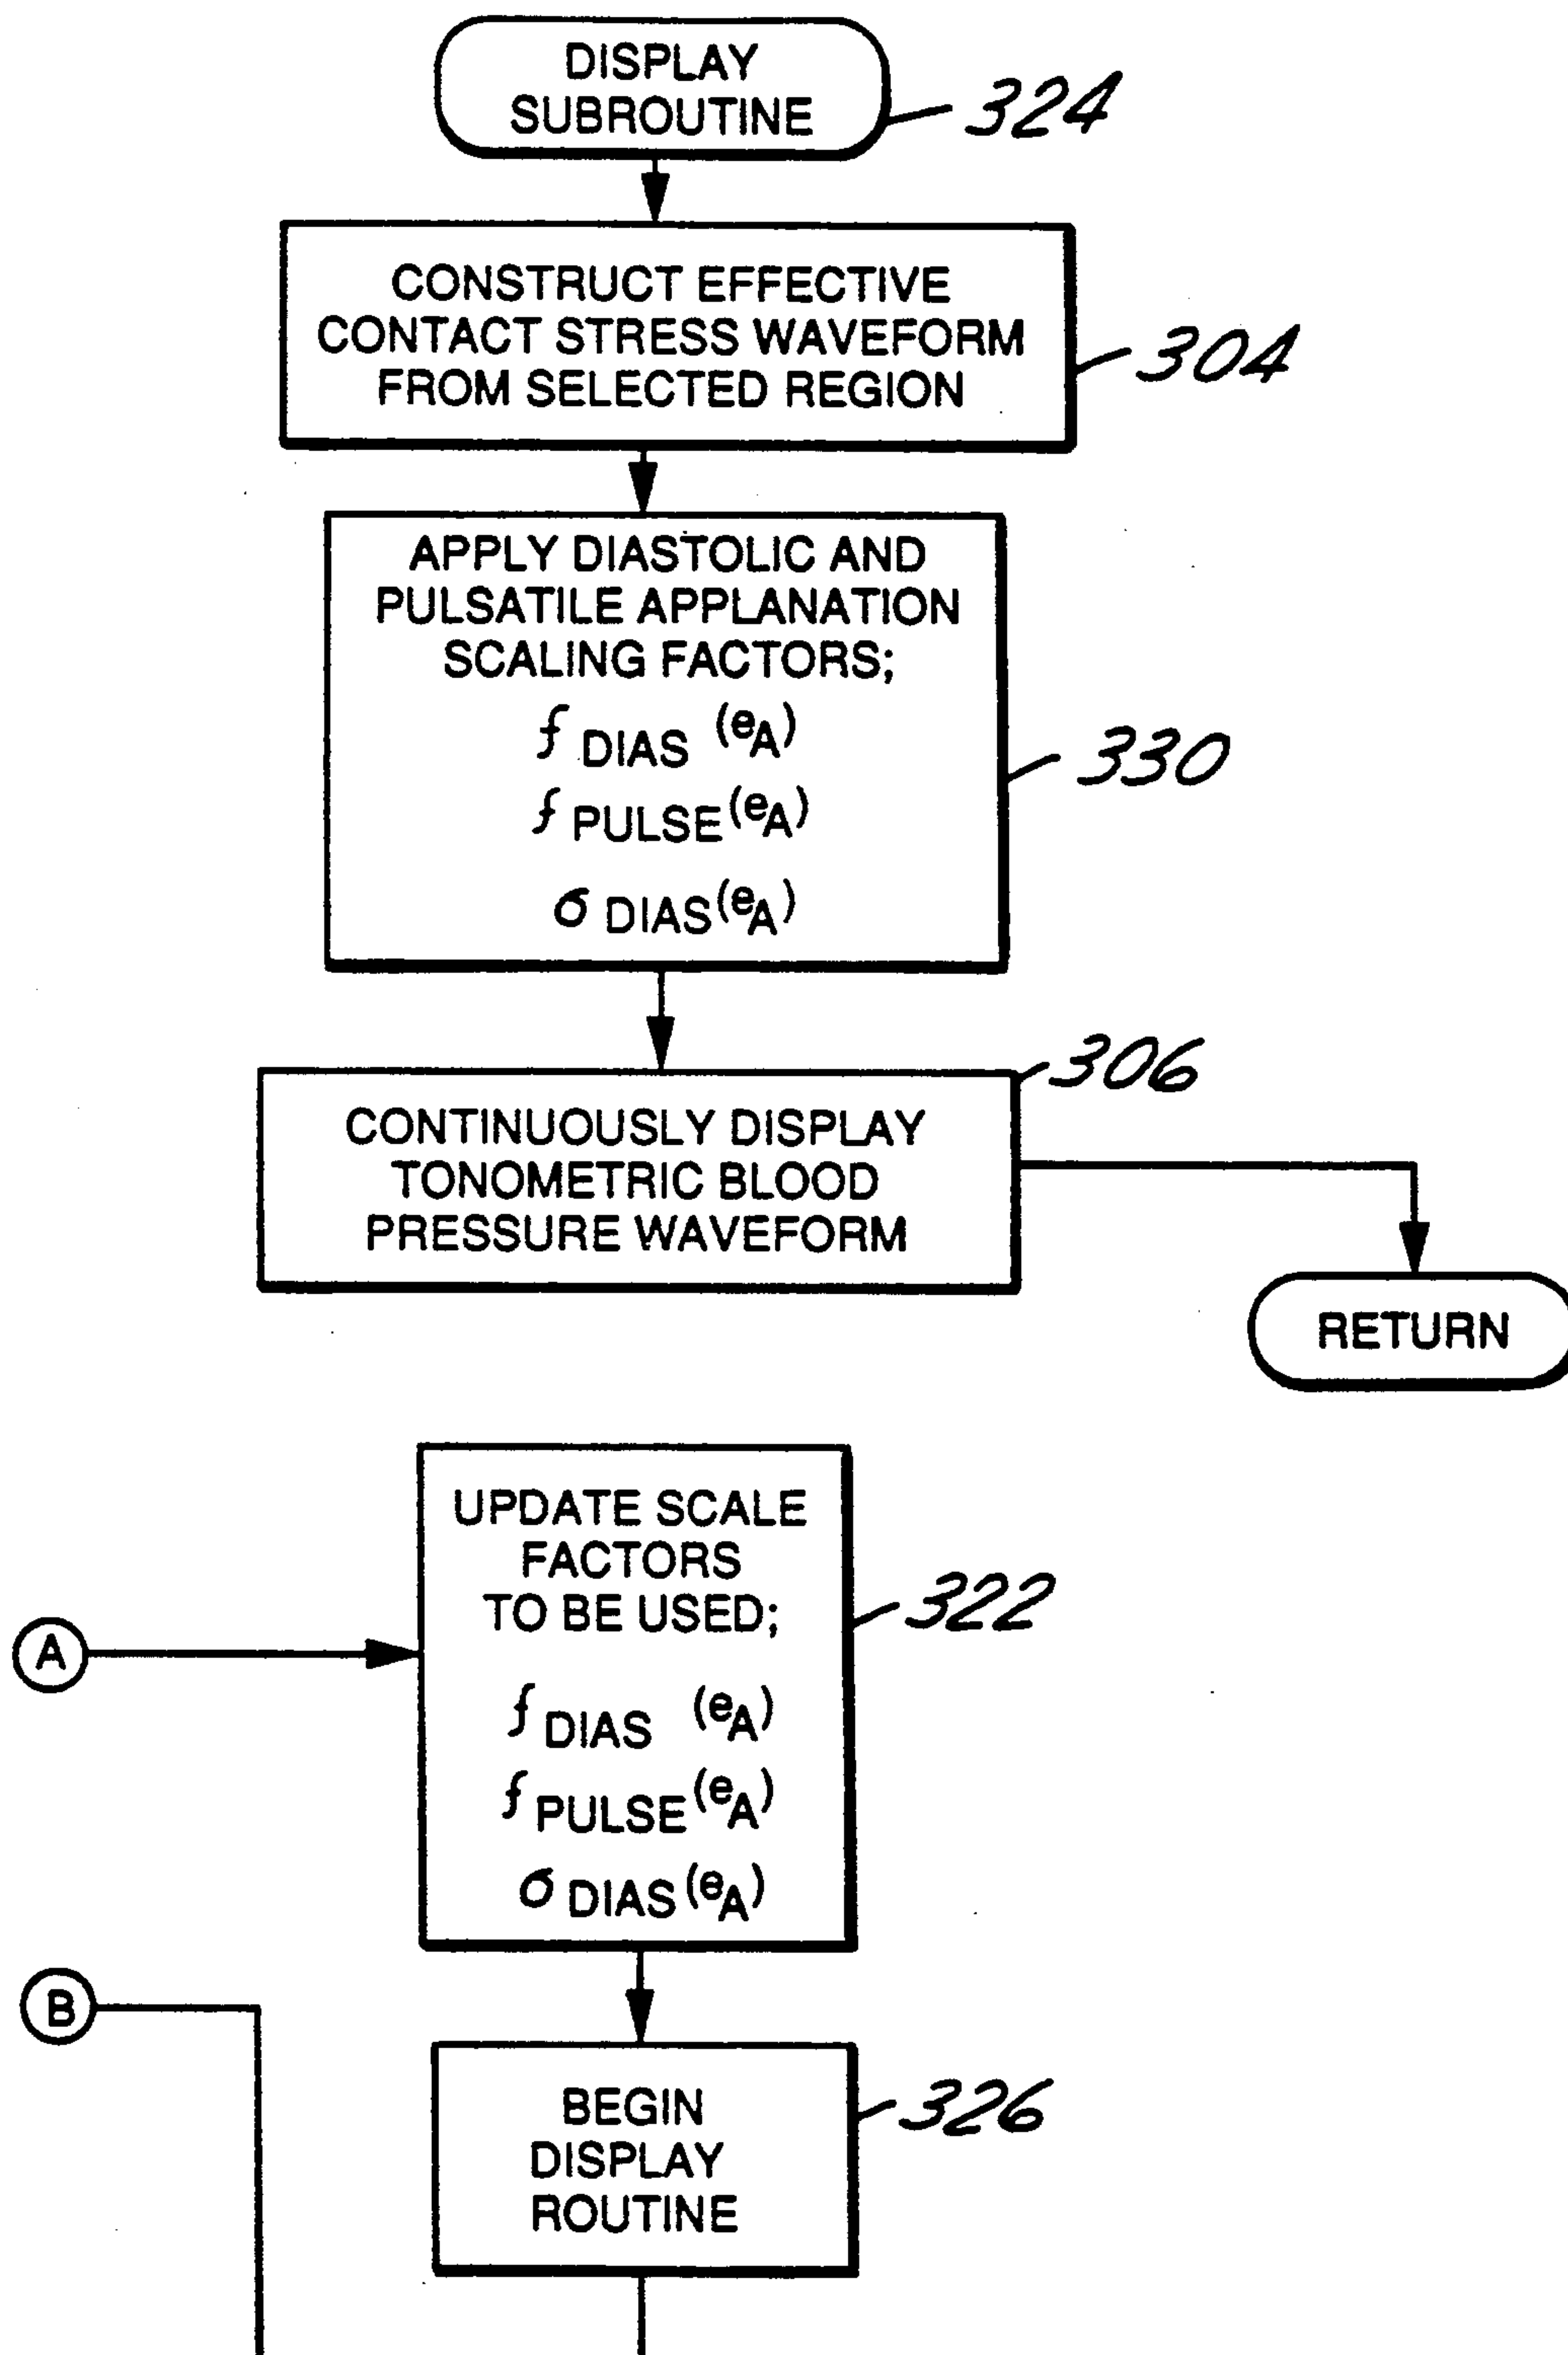 DISPLAY
SUBROUTINE
324
CONSTRUCT EFFECTIVE
CONTACT STRESS WAVEFORM
FROM SELECTED REGION
304
APPLY DIASTOLIC AND
PULSATILE APPLANATION
SCALING FACTORS;
f DIAS (eA)
f PULSE (eA)
σ DIAS (eA)
330
306
CONTINUOUSLY DISPLAY
TONOMETRIC BLOOD
PRESSURE WAVEFORM
RETURN
UPDATE SCALE
FACTORS
TO BE USED;
322
A
f DIAS (eA)
f PULSE (eA)
σ DIAS (eA)
B
BEGIN
DISPLAY
ROUTINE
326